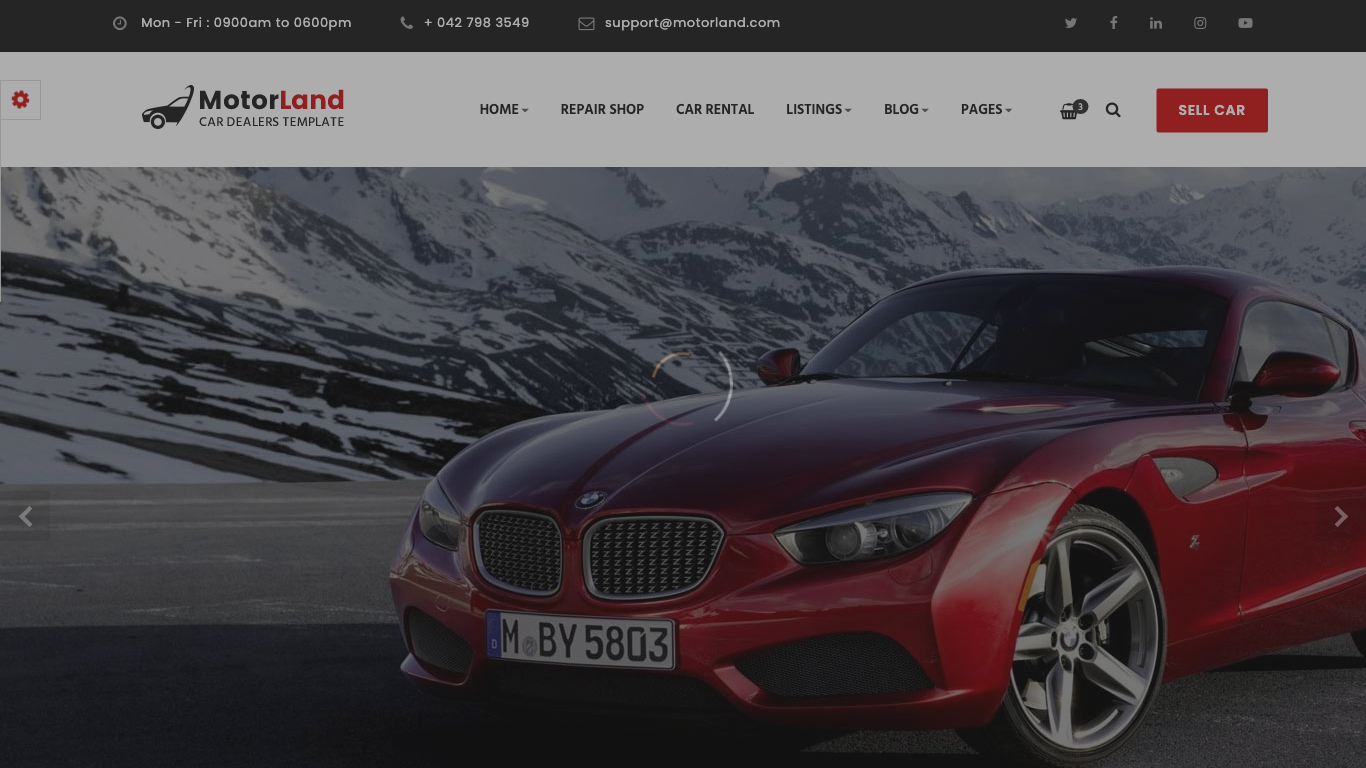 Mon - Fri : 0900am to 0600pm
+ 042 798 3549
support@motorland.com
MotorLand
CAR DEALERS TEMPLATE
HOME
REPAIR SHOP
CAR RENTAL
LISTINGS
BLOG
PAGES
3
SELL CAR
D
M BY 5803